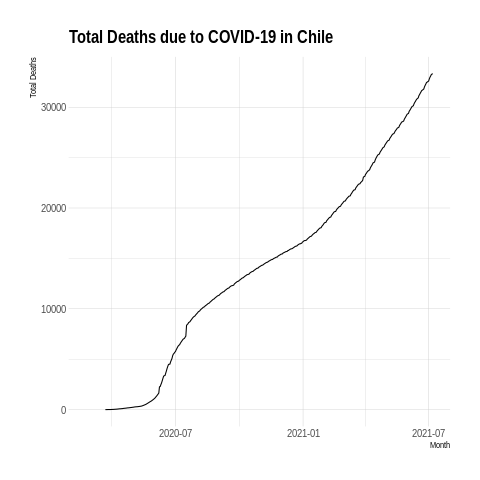 Total Deaths due to COVID-19 in Chile
Total Deaths
30000
20000
10000
0
2020-07 2021-01 2021-07
Month